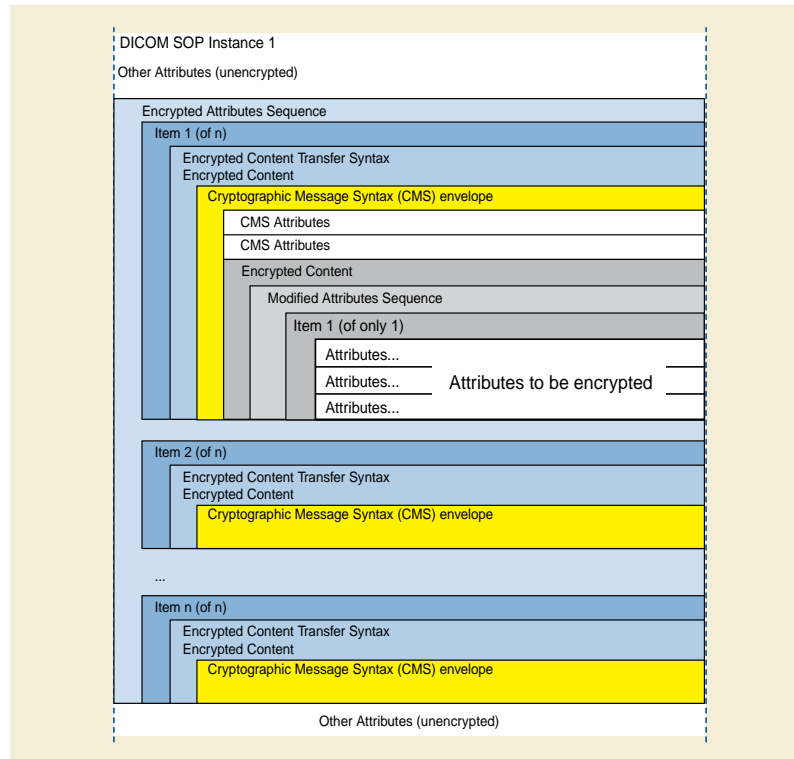 DICOM SOP Instance 1
Other Attributes (unencrypted)
Encrypted Attributes Sequence
Item 1 (of n)
Encrypted Content Transfer Syntax
Encrypted Content
Cryptographic Message Syntax (CMS) envelope
CMS Attributes
CMS Attributes
Encrypted Content
Modified Attributes Sequence
Item 1 (of only 1)
Attributes...
Attributes... Attributes to be encrypted
Attributes...
Item 2 (of n)
Encrypted Content Transfer Syntax
Encrypted Content
Cryptographic Message Syntax (CMS) envelope
...
Item n (of n)
Encrypted Content Transfer Syntax
Encrypted Content
Cryptographic Message Syntax (CMS) envelope
Other Attributes (unencrypted)